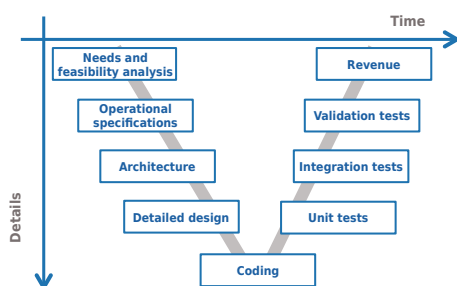 Time
Needs and
feasibility analysis
Revenue
Operational
specifications
Validation tests
Architecture
Integration tests
Details
Detailed design
Unit tests
Coding